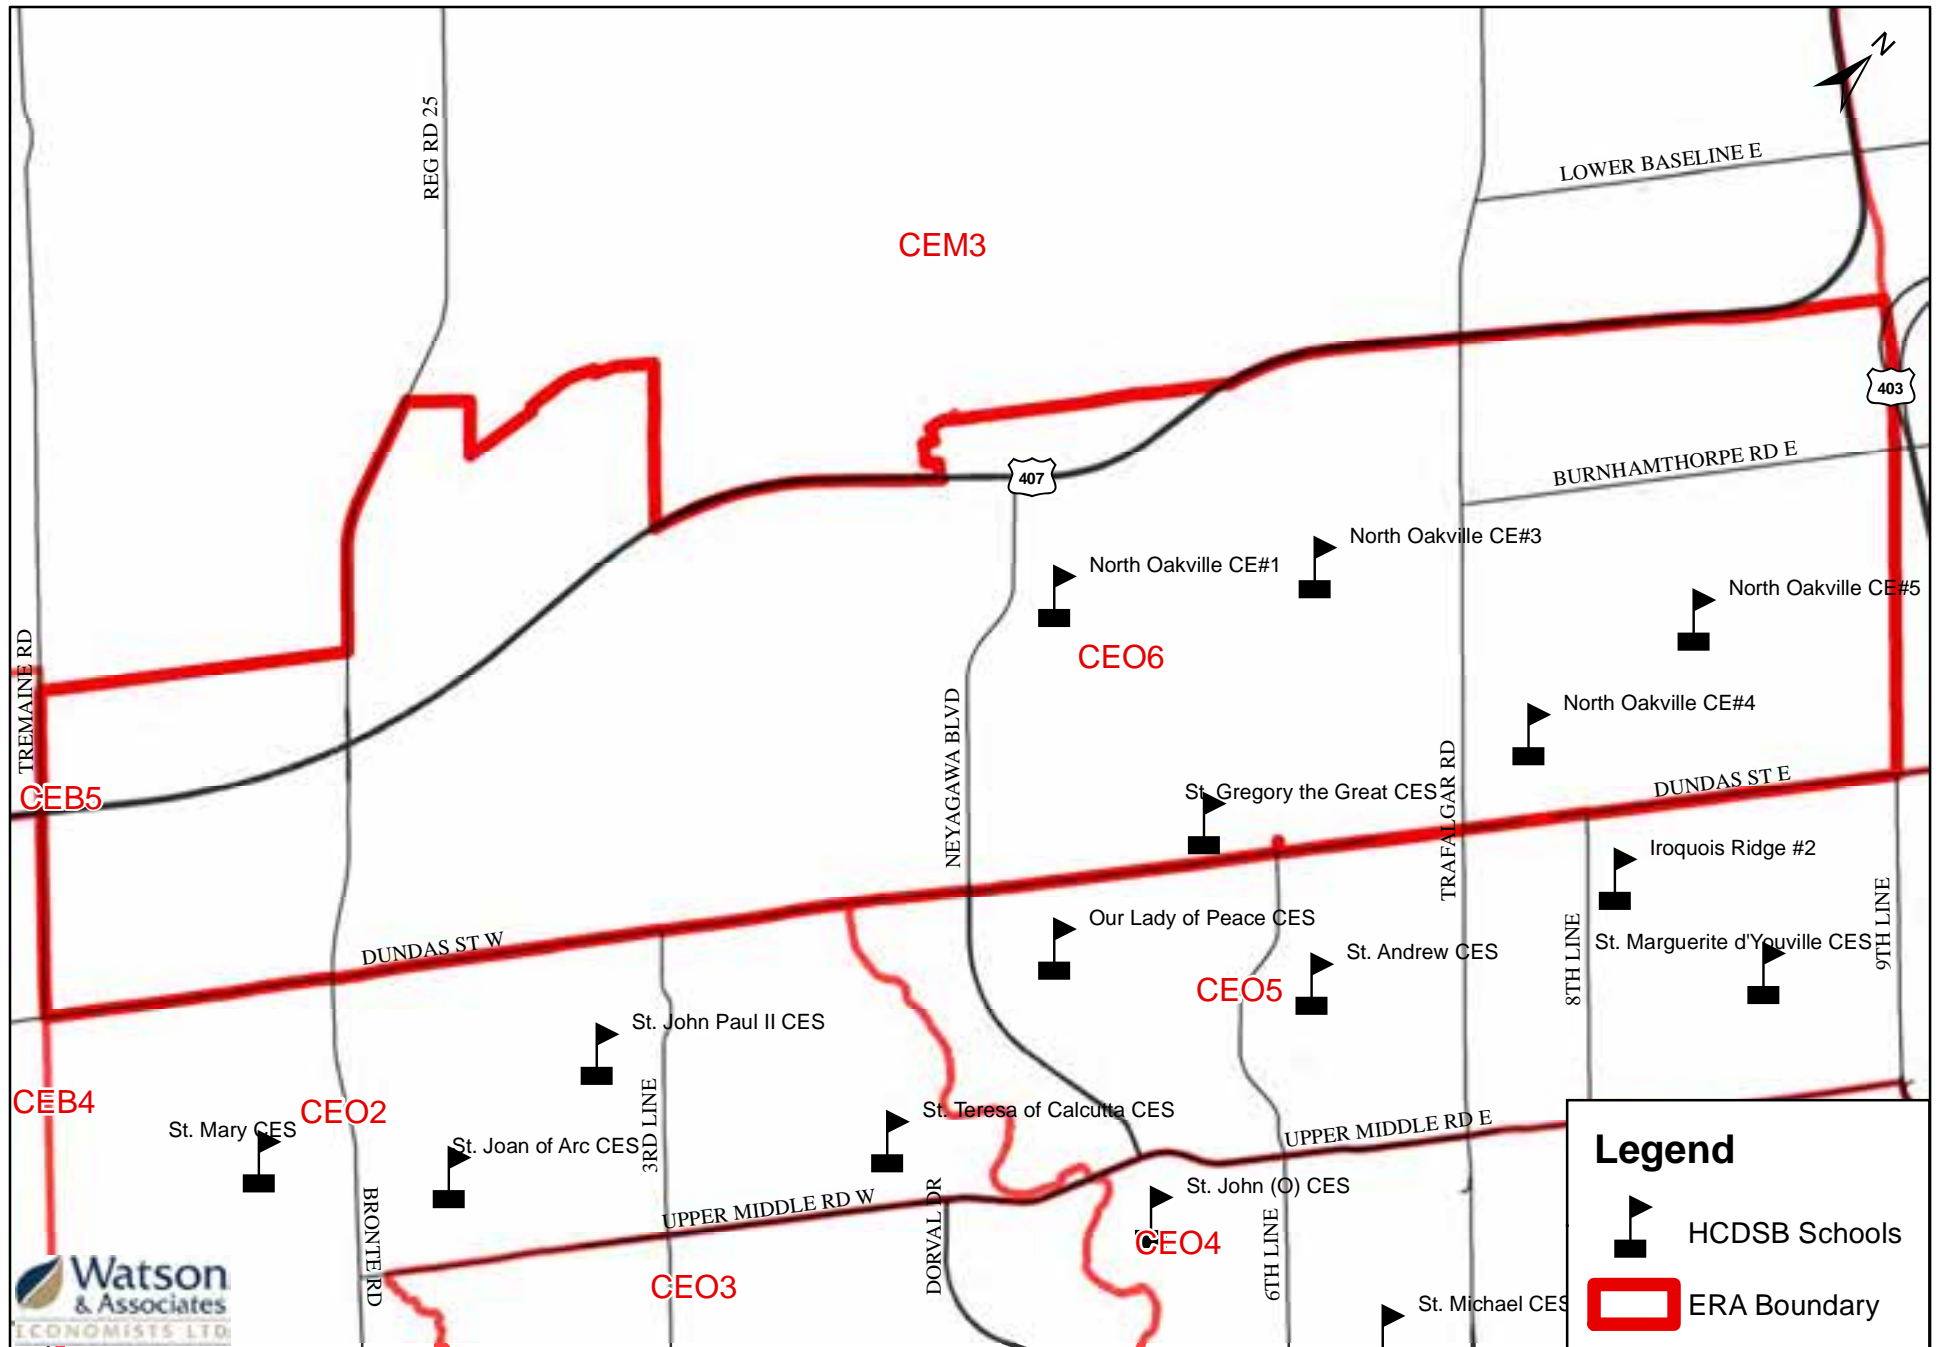 N
REG RD 25
LOWER BASELINE E
CEM3
403
BURNHAMTHORPE RD E
407
North Oakville CE#3
North Oakville CE#1
North Oakville CE#5
TREMAINE RD
CEO6
North Oakville CE#4
NEYAGAWA BLVD
TRAFALGAR RD
DUNDAS ST E
CEB5
St. Gregory the Great CES
Iroquois Ridge #2
Our Lady of Peace CES
DUNDAS ST W
St. Andrew CES
8TH LINE
St. Marguerite d'Youville CES
9TH LINE
CEO5
St. John Paul II CES
CEB4
CEO2
St. Mary CES
St. Joan of Arc CES
3RD LINE
St. Teresa of Calcutta CES
UPPER MIDDLE RD E
UPPER MIDDLE RD W
DORVAL DR
St. John (O) CES
CEO4
6TH LINE
BRONTE RD
CEO3
St. Michael CES
Legend
HCDSB Schools
ERA Boundary
Watson
& Associates
ECONOMISTS LTD